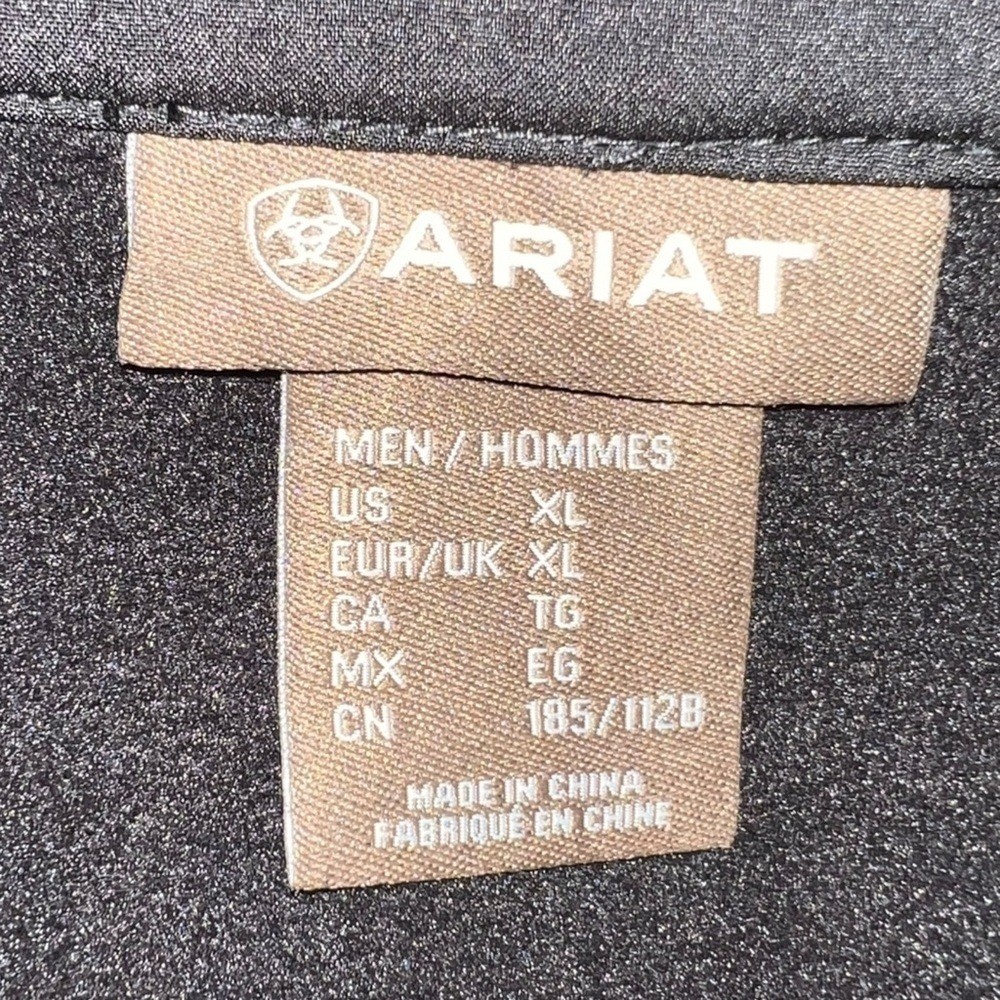 ARIAT
MEN / HOMMES
US XL
EUR/UK XL
CA TG
MX EG
CN 185/112B
MADE IN CHINA
FABRIQUÉ EN CHINE